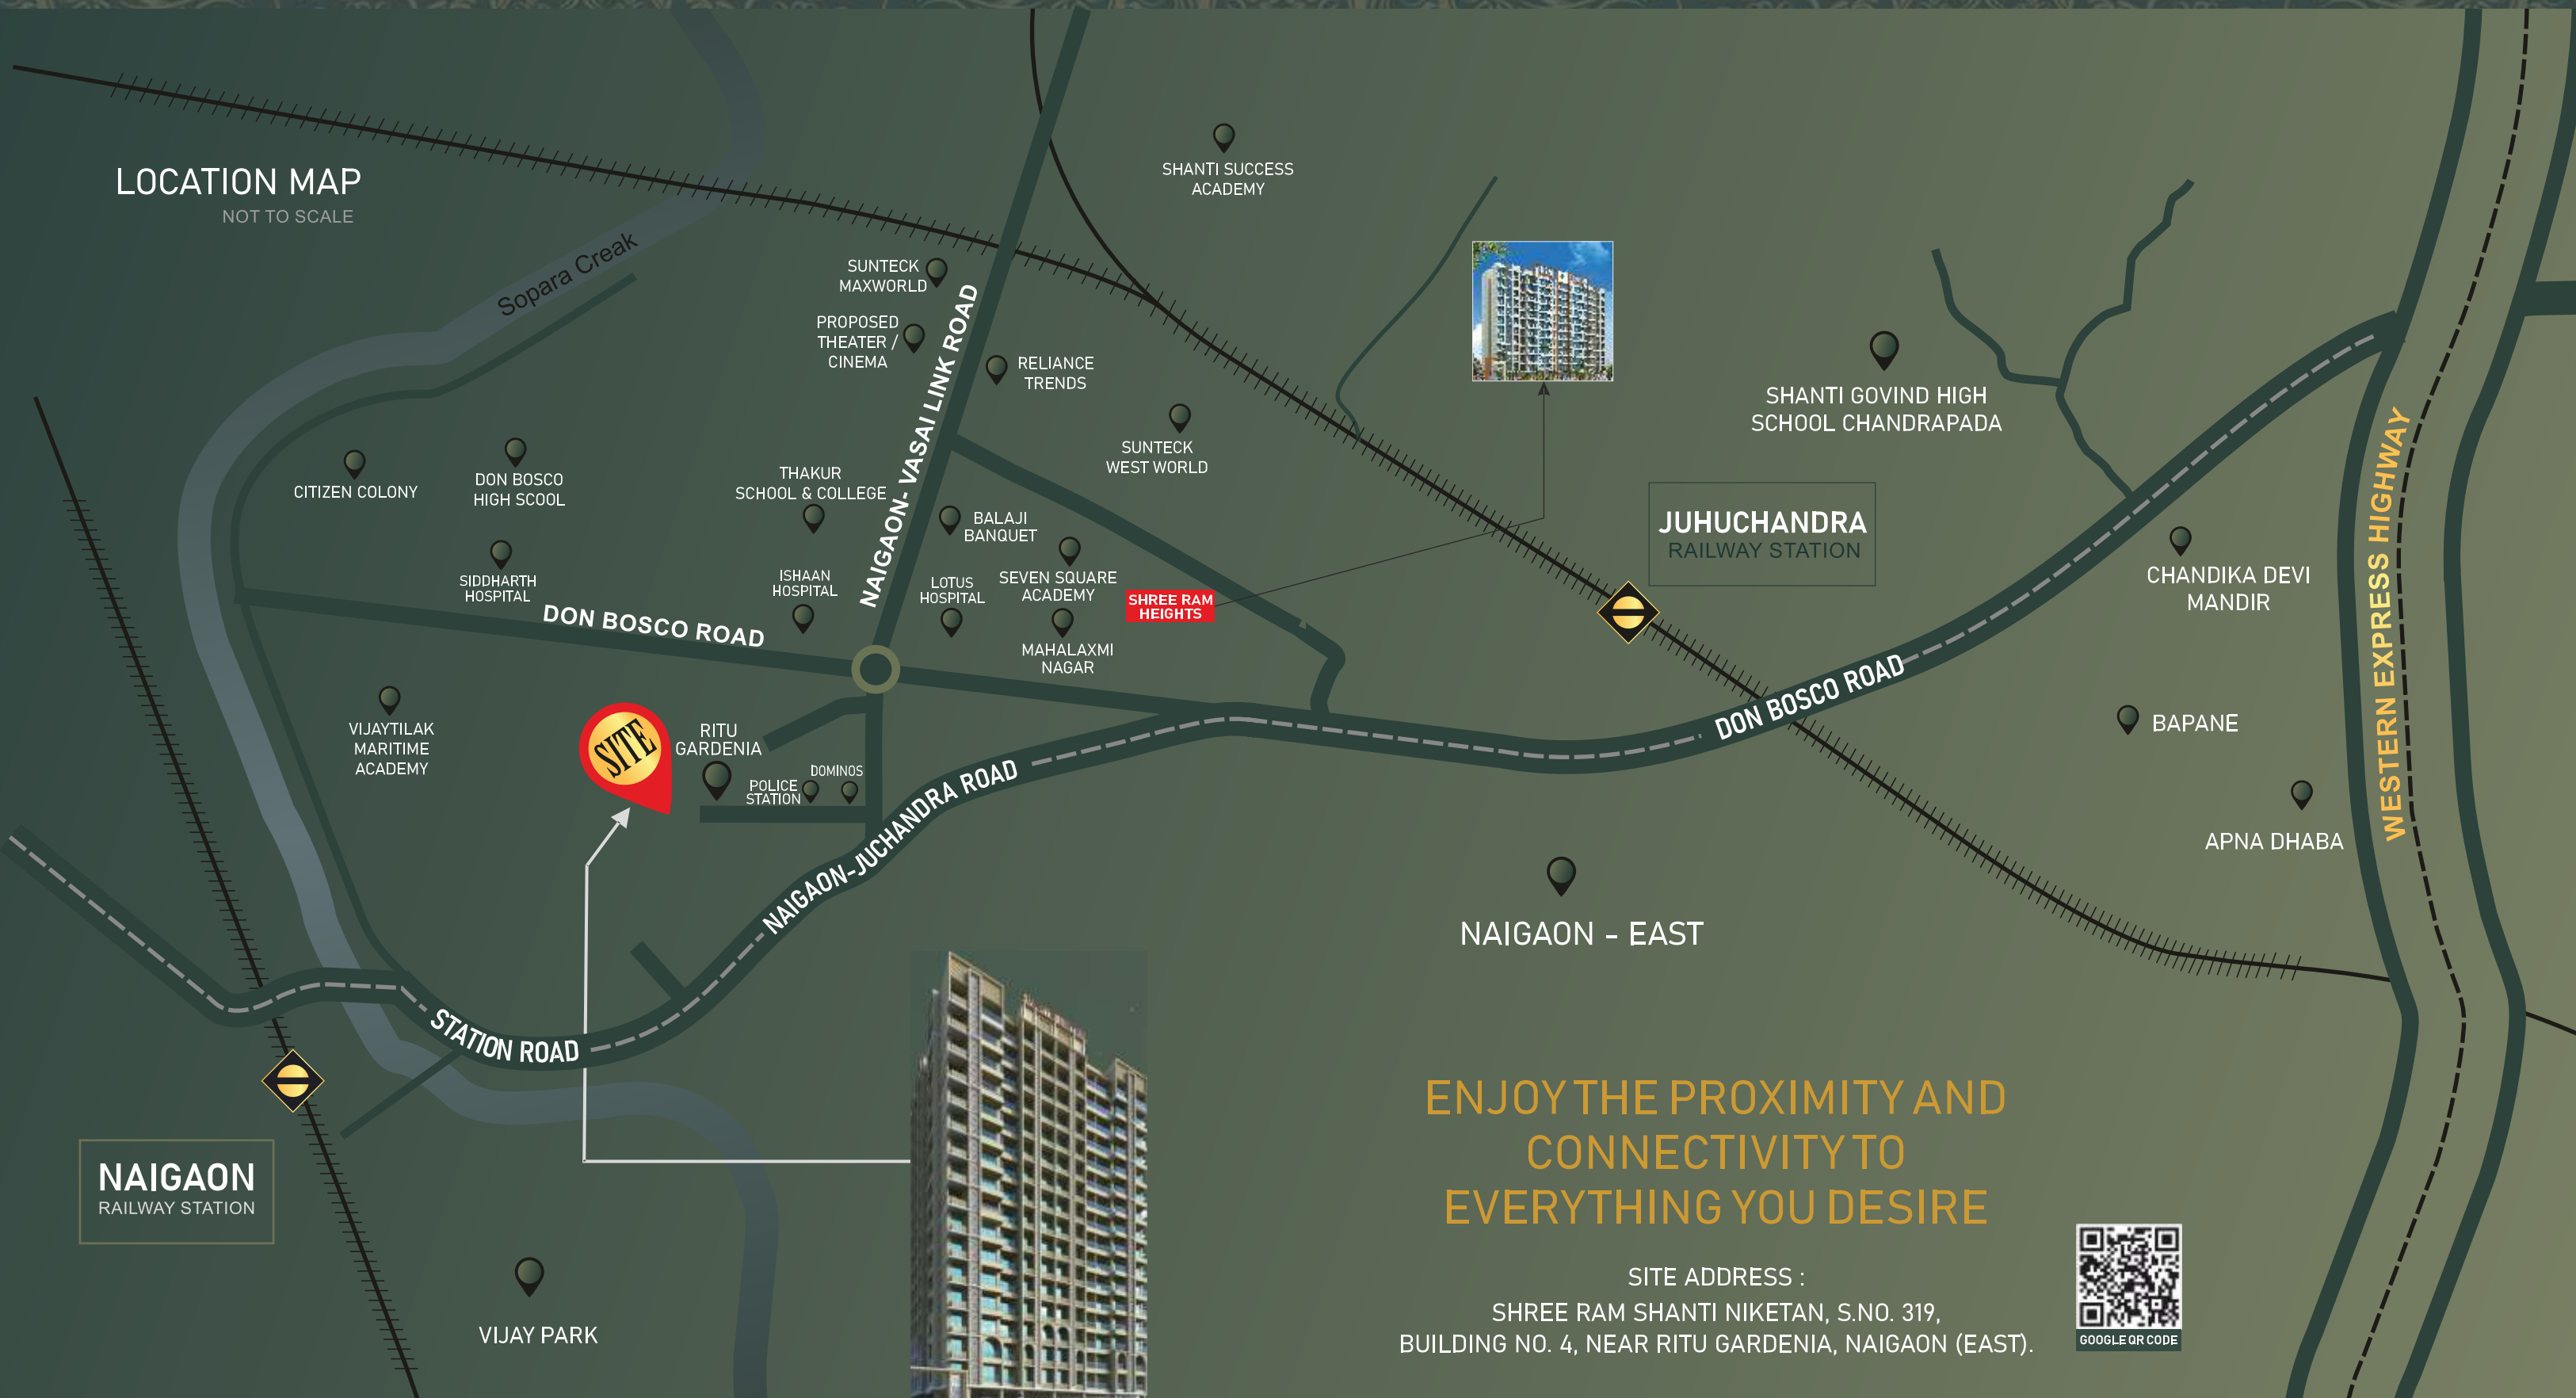 LOCATION MAP
NOT TO SCALE
Sopara Creak
SHANTI SUCCESS
ACADEMY
SUNTECK
MAXWORLD
PROPOSED
THEATER /
CINEMA
NAIGAON- VASAI LINK ROAD
RELIANCE
TRENDS
SUNTECK
WEST WORLD
SHANTI GOVIND HIGH
SCHOOL CHANDRAPADA
CITIZEN COLONY
DON BOSCO
HIGH SCOOL
THAKUR
SCHOOL & COLLEGE
BALAJI
BANQUET
JUHUCHANDRA
RAILWAY STATION
WESTERN EXPRESS HIGHWAY
SIDDHARTH
HOSPITAL
ISHAAN
HOSPITAL
LOTUS
HOSPITAL
SEVEN SQUARE
ACADEMY
SHREE RAM
HEIGHTS
CHANDIKA DEVI
MANDIR
DON BOSCO ROAD
MAHALAXMI
NAGAR
DON BOSCO ROAD
VIJAYTILAK
MARITIME
ACADEMY
SITE
RITU
GARDENIA
POLICE
STATION
DOMINOS
BAPANE
APNA DHABA
NAIGAON-JUCHANDRA ROAD
NAIGAON - EAST
STATION ROAD
NAIGAON
RAILWAY STATION
VIJAY PARK
ENJOY THE PROXIMITY AND
CONNECTIVITY TO
EVERYTHING YOU DESIRE
SITE ADDRESS :
SHREE RAM SHANTI NIKETAN, S.NO. 319,
BUILDING NO. 4, NEAR RITU GARDENIA, NAIGAON (EAST).
GOOGLE QR CODE